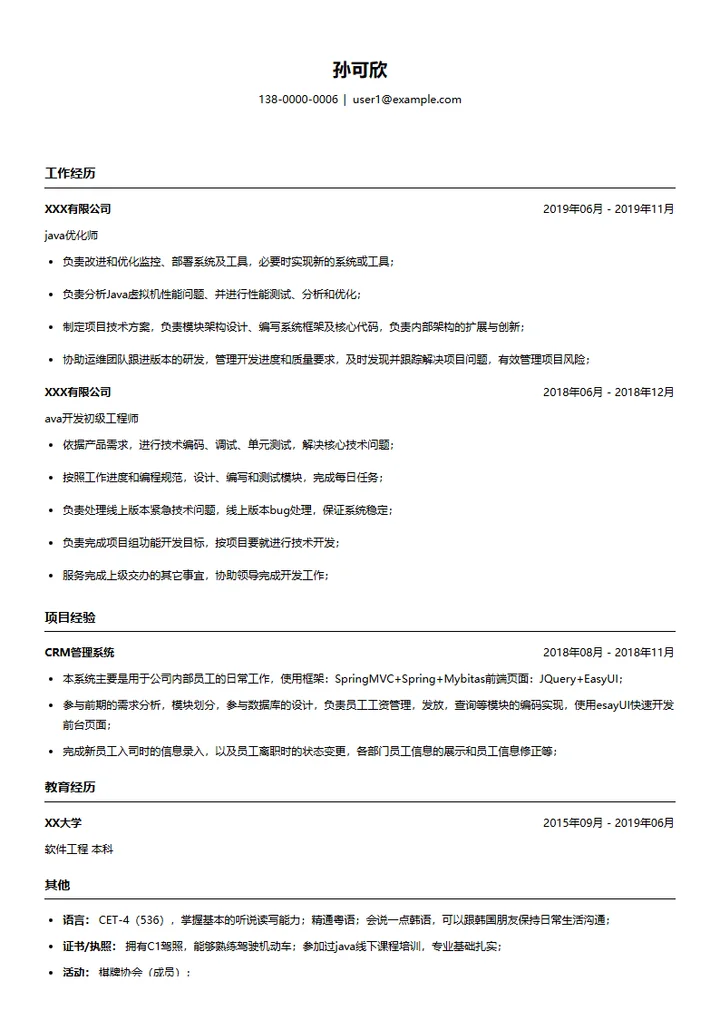 孙可欣
138-0000-0006 | user1@example.com
工作经历
XXX有限公司 2019年06月 - 2019年11月
java优化师
• 负责改进和优化监控、部署系统及工具，必要时实现新的系统或工具；
• 负责分析Java虚拟机性能问题、并进行性能测试、分析和优化；
• 制定项目技术方案，负责模块架构设计、编写系统框架及核心代码，负责内部架构的扩展与创新；
• 协助运维团队跟进版本的研发，管理开发进度和质量要求，及时发现并跟踪解决项目问题，有效管理项目风险；
XXX有限公司 2018年06月 - 2018年12月
ava开发初级工程师
• 依据产品需求，进行技术编码、调试、单元测试，解决核心技术问题；
• 按照工作进度和编程规范，设计、编写和测试模块，完成每日任务；
• 负责处理线上版本紧急技术问题，线上版本bug处理，保证系统稳定；
• 负责完成项目组功能开发目标，按项目要就进行技术开发；
• 服务完成上级交办的其它事宜，协助领导完成开发工作；
项目经验
CRM管理系统 2018年08月 - 2018年11月
• 本系统主要是用于公司内部员工的日常工作，使用框架：SpringMVC+Spring+Mybitas前端页面：JQuery+EasyUI；
• 参与前期的需求分析，模块划分，参与数据库的设计，负责员工工资管理，发放，查询等模块的编码实现，使用esayUI快速开发
前台页面；
• 完成新员工入司时的信息录入，以及员工离职时的状态变更，各部门员工信息的展示和员工信息修正等；
教育经历
XX大学 2015年09月 - 2019年06月
软件工程 本科
其他
• 语言： CET-4（536），掌握基本的听说读写能力；精通粤语；会说一点韩语，可以跟韩国朋友保持日常生活沟通；
• 证书/执照： 拥有C1驾照，能够熟练驾驶机动车；参加过java线下课程培训，专业基础扎实；
• 活动： 棋牌协会（成员）；